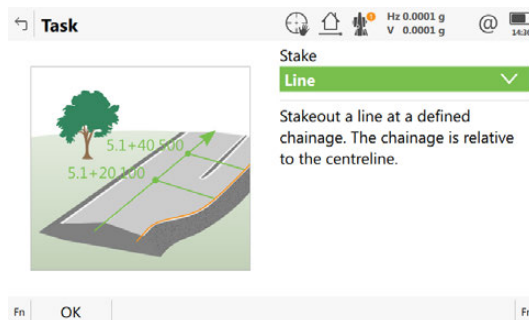 Task
Hz 0.0001 g
V 0.0001 g
@
Stake
Line
Stakeout a line at a defined
chainage. The chainage is relative
to the centreline.
5.1+40.500
5.1+20.100
Fn
OK